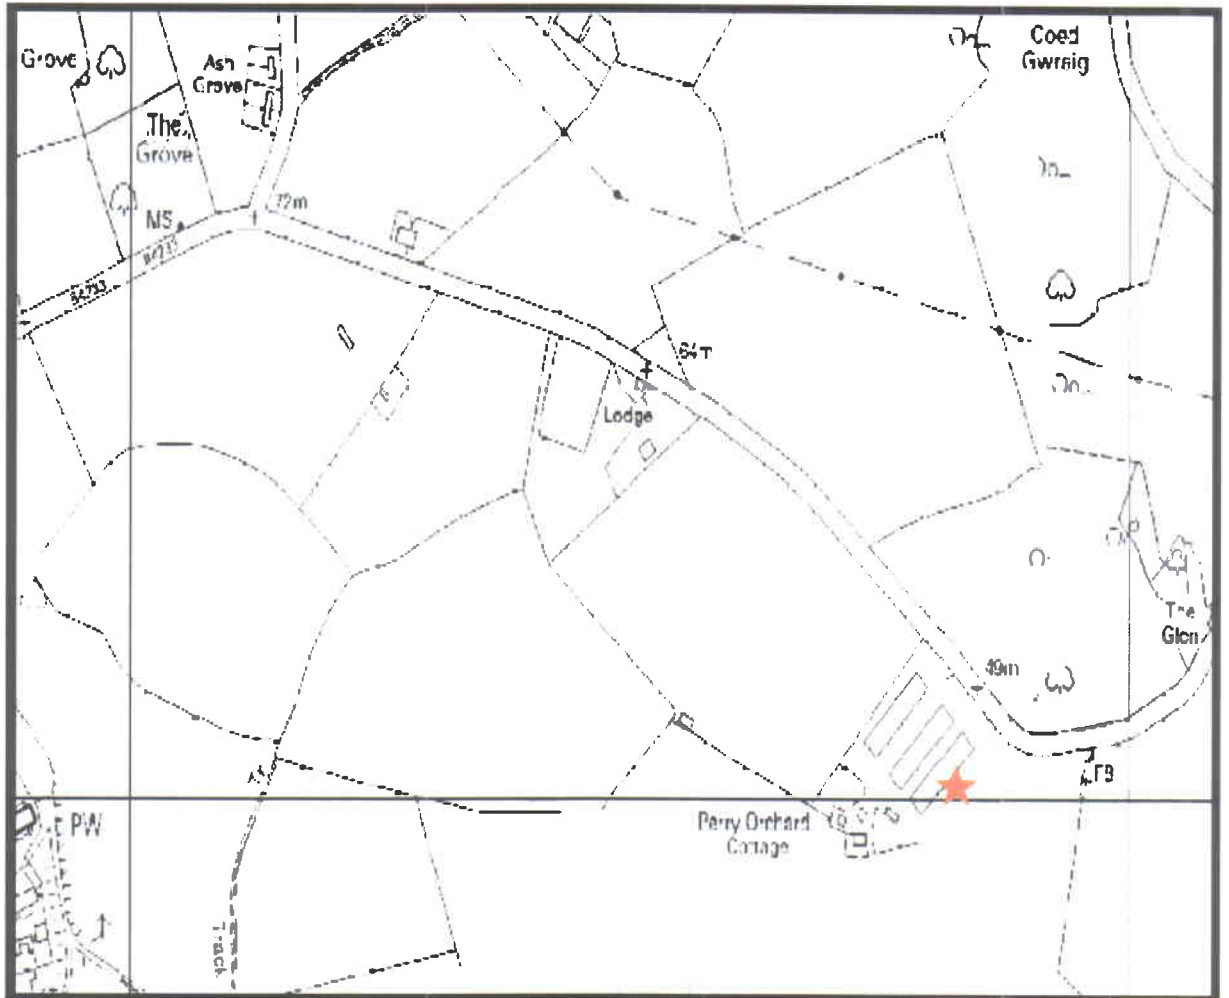 Grove
Ash
Grove
Coed
Gwraig
The
Grove
72m
MS
B4293
64m
Lodge
The
Glen
49m
FB
PW
Perry Orchard
Cottage
Track